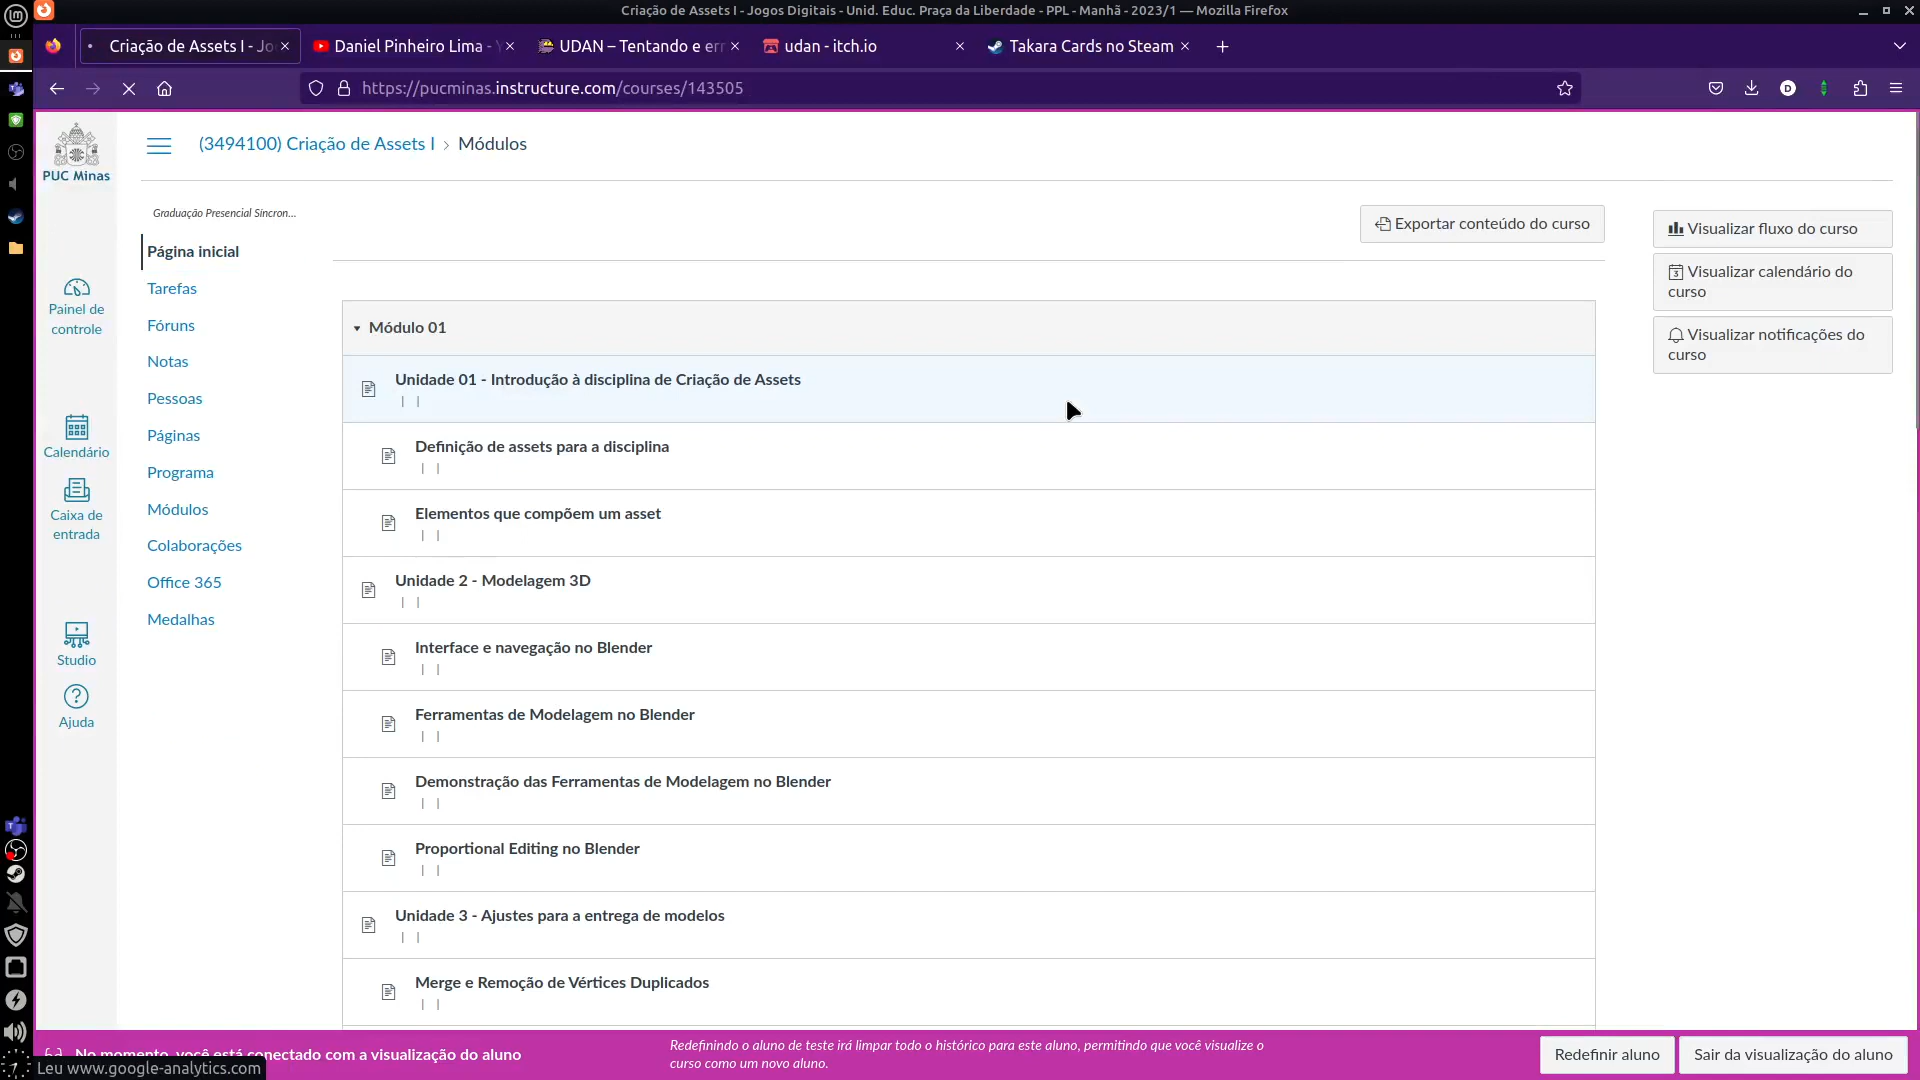 Criação de Assets I - Jogos Digitais - Unid. Educ. Praça da Liberdade - PPL - Manhã - 2023/1 — Mozilla Firefox
Criação de Assets I - Jo
Daniel Pinheiro Lima -
UDAN – Tentando e err
udan - itch.io
Takara Cards no Steam
https://pucminas.instructure.com/courses/143505
PUC Minas
(3494100) Criação de Assets I › Módulos
Graduação Presencial Síncron...
Página inicial
Tarefas
Fóruns
Notas
Pessoas
Páginas
Programa
Módulos
Colaborações
Office 365
Medalhas
Painel de
controle
Calendário
Caixa de
entrada
Studio
Ajuda
Exportar conteúdo do curso
Módulo 01
Unidade 01 - Introdução à disciplina de Criação de Assets
| |
Definição de assets para a disciplina
| |
Elementos que compõem um asset
| |
Unidade 2 - Modelagem 3D
| |
Interface e navegação no Blender
| |
Ferramentas de Modelagem no Blender
| |
Demonstração das Ferramentas de Modelagem no Blender
| |
Proportional Editing no Blender
| |
Unidade 3 - Ajustes para a entrega de modelos
| |
Merge e Remoção de Vértices Duplicados
| |
Visualizar fluxo do curso
Visualizar calendário do
curso
Visualizar notificações do
curso
No momento, você está conectado com a visualização do aluno
Leu www.google-analytics.com
Redefinindo o aluno de teste irá limpar todo o histórico para este aluno, permitindo que você visualize o
curso como um novo aluno.
Redefinir aluno
Sair da visualização do aluno